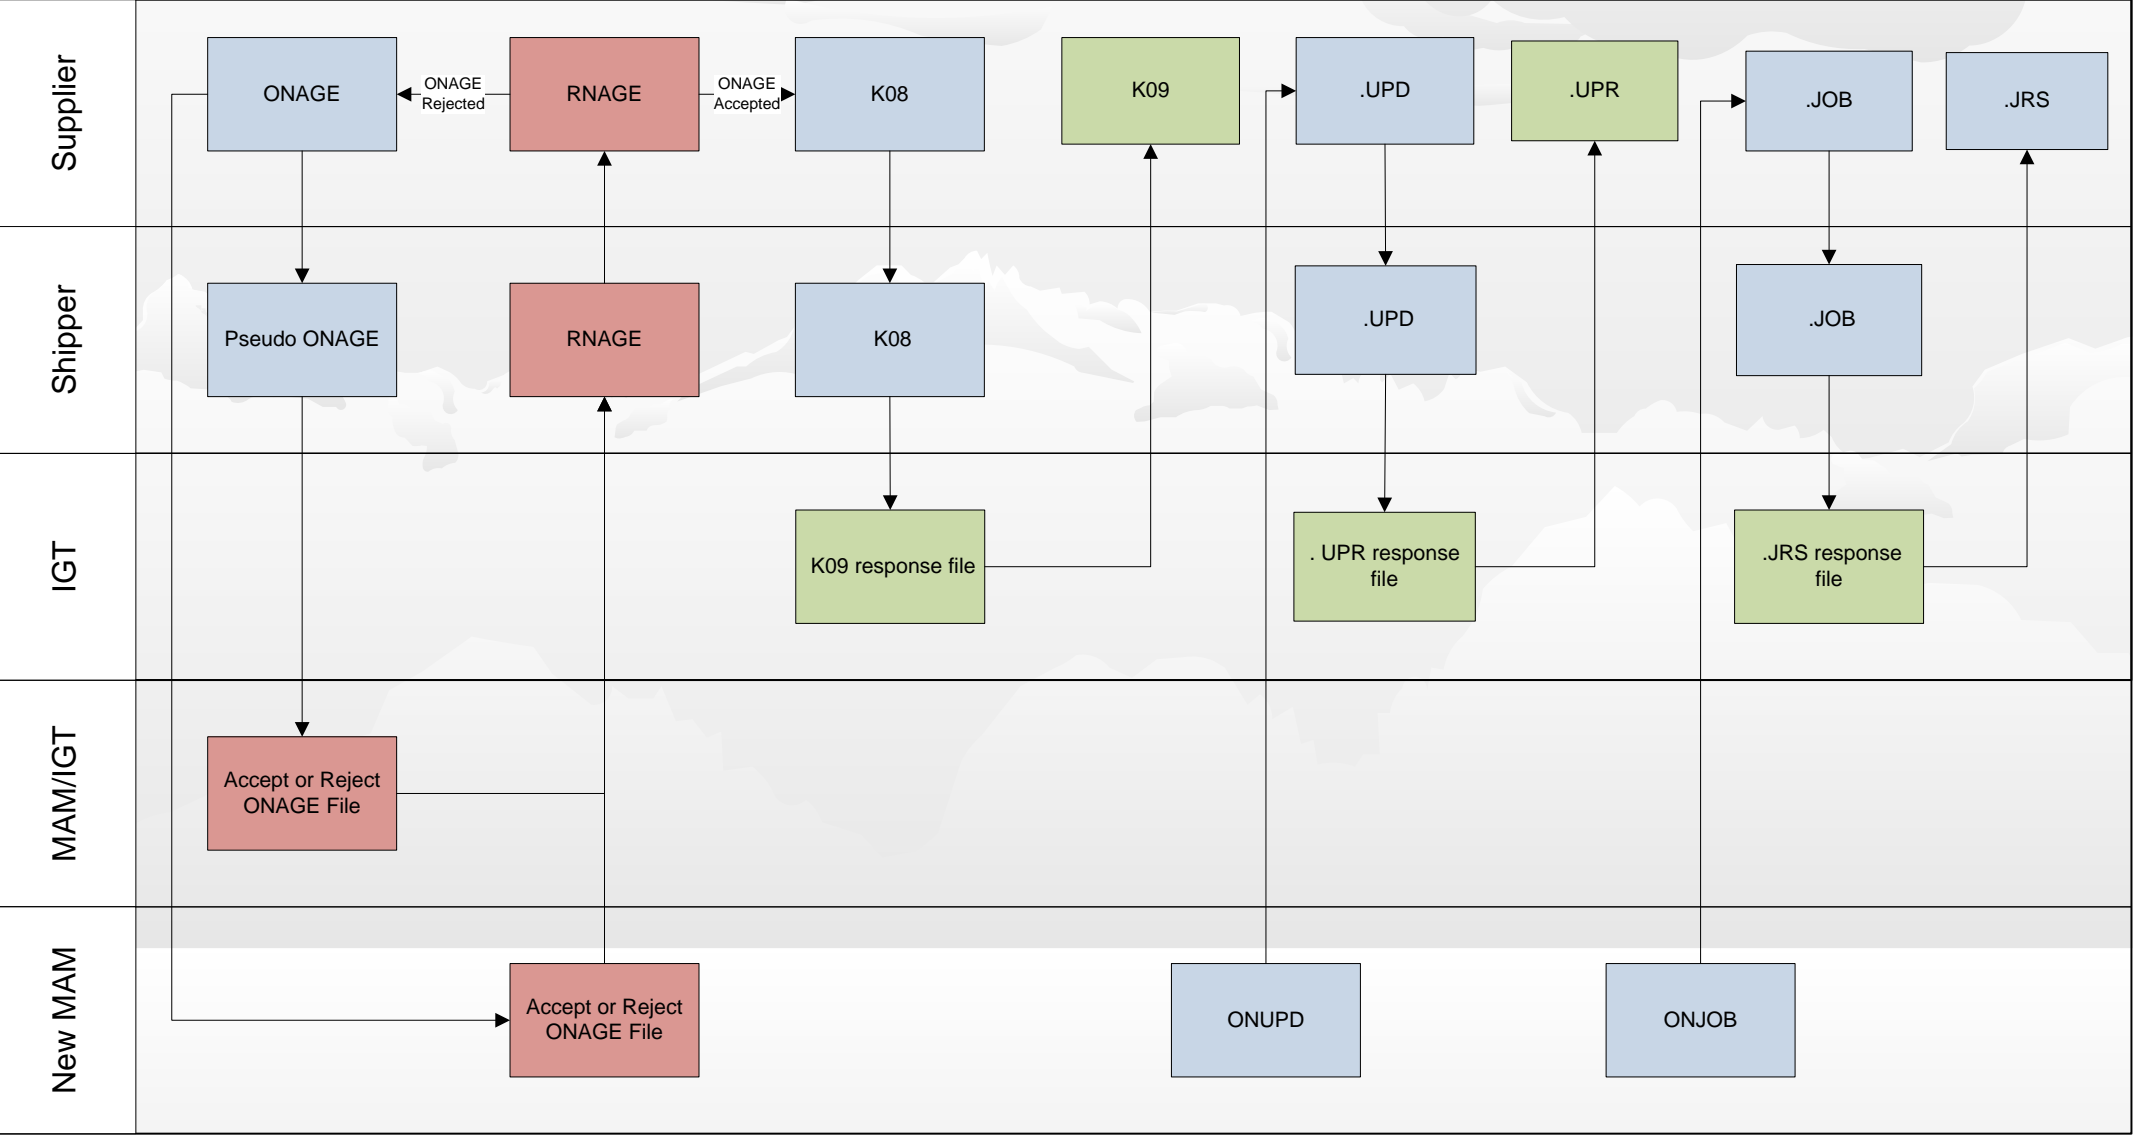 Supplier
ONAGE
ONAGE
Rejected
RNAGE
ONAGE
Accepted
K08
K09
.UPD
.UPR
.JOB
.JRS
Shipper
Pseudo ONAGE
RNAGE
K08
.UPD
.JOB
IGT
K09 response file
. UPR response
file
.JRS response
file
MAM/IGT
Accept or Reject
ONAGE File
New MAM
Accept or Reject
ONAGE File
ONUPD
ONJOB